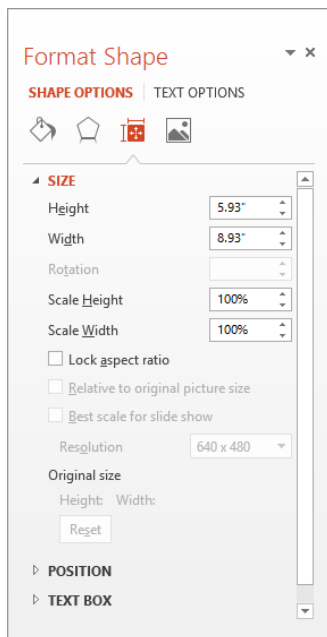 Format Shape
SHAPE OPTIONS TEXT OPTIONS
SIZE
Height 5.93"
Width 8.93"
Rotation
Scale Height 100%
Scale Width 100%
Lock aspect ratio
Relative to original picture size
Best scale for slide show
Resolution 640 x 480
Original size
Height: Width:
Reset
POSITION
TEXT BOX